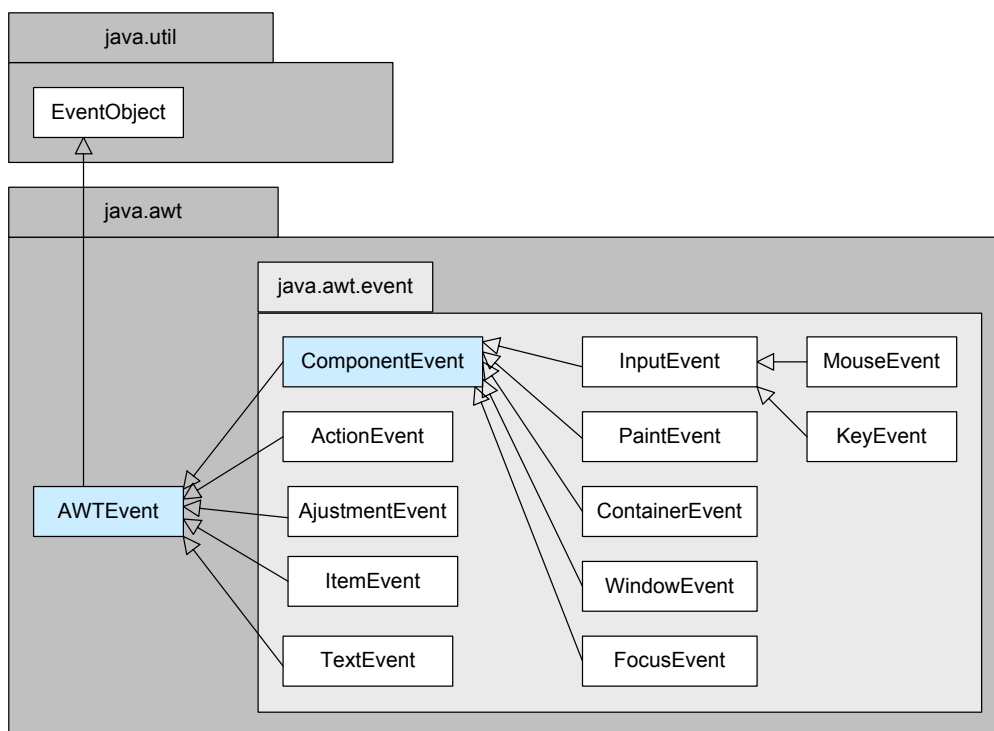 java.util
EventObject
java.awt
java.awt.event
ComponentEvent
InputEvent
MouseEvent
ActionEvent
PaintEvent
KeyEvent
AWTEvent
AjustmentEvent
ContainerEvent
ItemEvent
WindowEvent
TextEvent
FocusEvent